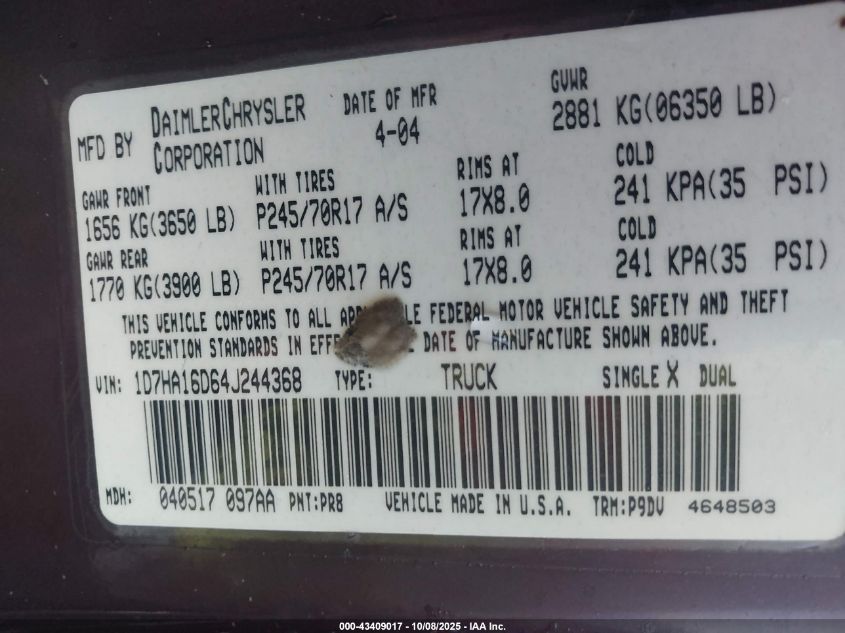 MFD BY DAIMLERCHRYSLER CORPORATION DATE OF MFR 4-04 GVWR 2881 KG(06350 LB)
GAWR FRONT WITH TIRES RIMS AT COLD
1656 KG(3650 LB) P245/70R17 A/S 17X8.0 241 KPA(35 PSI)
GAWR REAR WITH TIRES RIMS AT COLD
1770 KG(3900 LB) P245/70R17 A/S 17X8.0 241 KPA(35 PSI)
THIS VEHICLE CONFORMS TO ALL LE FEDERAL MOTOR VEHICLE SAFETY AND THEFT
PREVENTION STANDARDS IN DATE OF MANUFACTURE SHOWN ABOVE.
VIN: 1D7HA16D64J244368 TYPE: TRUCK SINGLE X DUAL
MDH: 040517 097AA PNT:PR8 VEHICLE MADE IN U.S.A. TRM:P9DV 4648503
000-43409017 - 10/08/2025 - IAA Inc.